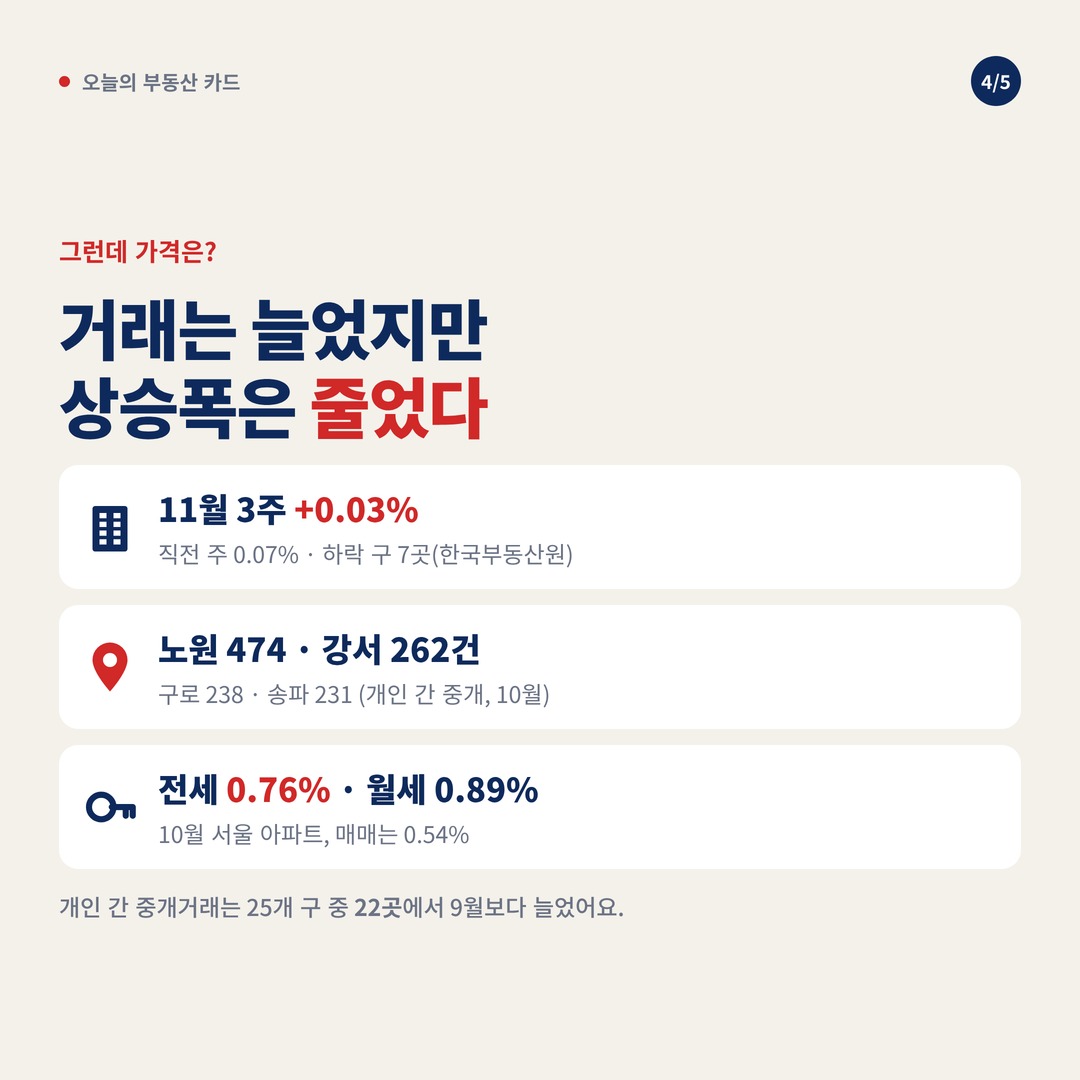 오늘의 부동산 카드
4/5
그런데 가격은?
거래는 늘었지만
상승폭은 줄었다
11월 3주 +0.03%
직전 주 0.07% · 하락 구 7곳(한국부동산원)
노원 474 · 강서 262건
구로 238 · 송파 231 (개인 간 중개, 10월)
전세 0.76% · 월세 0.89%
10월 서울 아파트, 매매는 0.54%
개인 간 중개거래는 25개 구 중 22곳에서 9월보다 늘었어요.